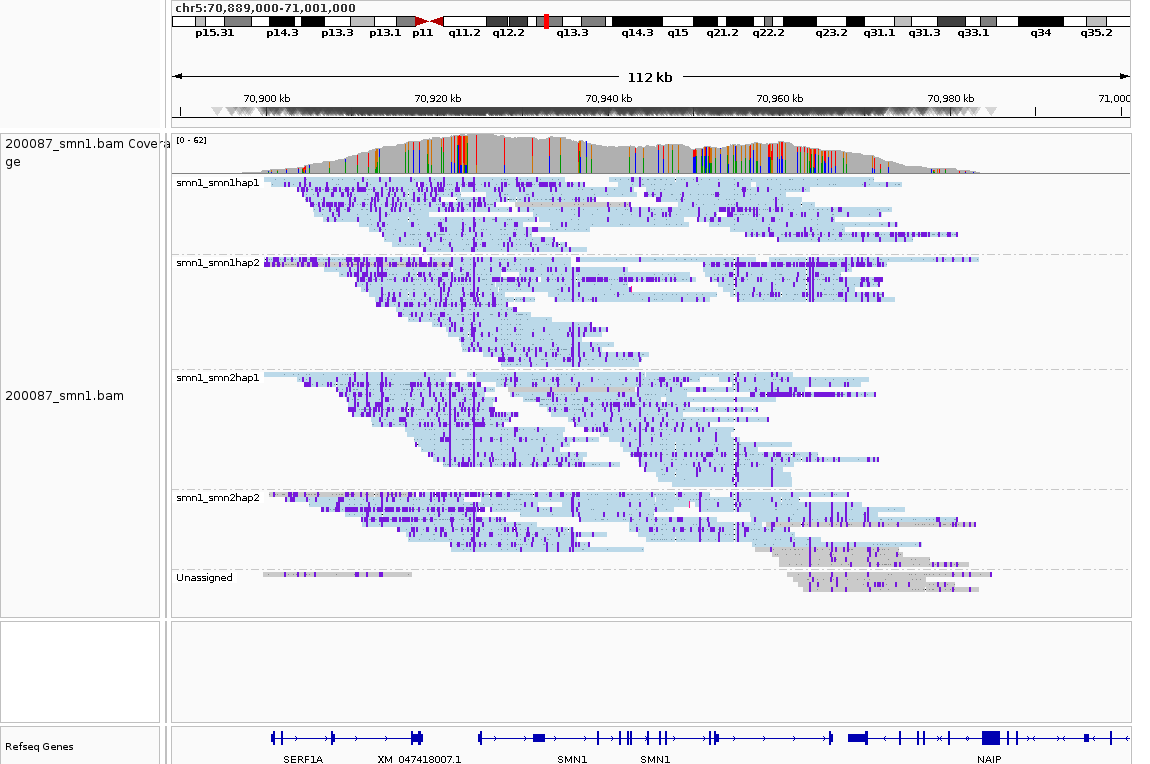 chr5:70,889,000-71,001,000
p15.31 p14.3 p13.3 p13.1 p11 q11.2 q12.2 q13.3 q14.3 q15 q21.2 q22.2 q23.2 q31.1 q31.3 q33.1 q34 q35.2
112 kb
70,900 kb 70,920 kb 70,940 kb 70,960 kb 70,980 kb 71,000
200087_smn1.bam Covera
ge
[0 - 62]
smn1_smn1hap1
smn1_smn1hap2
smn1_smn2hap1
200087_smn1.bam
smn1_smn2hap2
Unassigned
Refseq Genes
SERF1A XM_047418007.1 SMN1 SMN1 NAIP